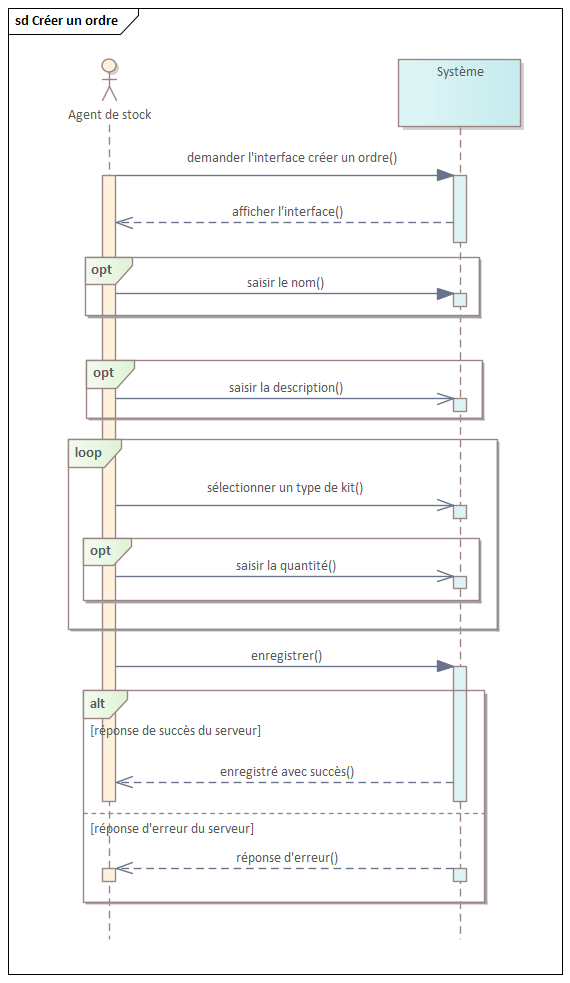 sd Créer un ordre
Agent de stock
Système
demander l'interface créer un ordre()
afficher l'interface()
opt
saisir le nom()
opt
saisir la description()
loop
sélectionner un type de kit()
opt
saisir la quantité()
enregistrer()
alt
[réponse de succès du serveur]
enregistré avec succès()
[réponse d'erreur du serveur]
réponse d'erreur()